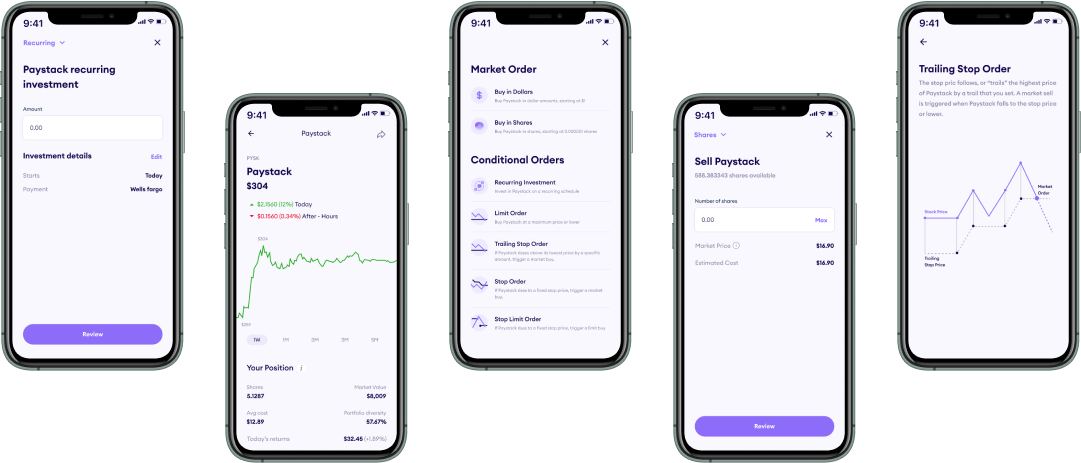 9:41
Recurring
Paystack recurring
investment
Amount
0.00
Investment details
Edit
Starts
Today
Payment
Wells fargo
Review
9:41
Paystack
PYSK
Paystack
$304
$2.1560 (12%) Today
$0.1560 (0.34%) After - Hours
$304
1W
1M
3M
Your Position
i
Shares
Market Value
5.1287
$8,009
Avg cost
Portfolio diversity
$12.89
57.67%
Today's returns
$32.45 (+1.89%)
9:41
Market Order
Buy in Dollars
Buy Paystack in dollar amounts, starting at $1
Buy in Shares
Buy Paystack in shares, starting at 0.000010 shares
Conditional Orders
Recurring Investment
Invest in Paystack on a recurring schedule
Limit Order
Buy Paystack at a maximum price or lower
Trailing Stop Order
If Paystack raises above its lowest price by a specific
amount, trigger a market buy.
Stop Order
If Paystack rises to a fixed stop price, trigger a market
buy.
Stop Limit Order
If Paystack rises to a fixed stop price, trigger a limit buy
9:41
Shares
Sell Paystack
588.383343 shares available
Number of shares
0.00
Max
Market Price
$16.90
Estimated Cost
$16.90
Review
9:41
Trailing Stop Order
The stop pric follows, or "trails" the highest price
of Paystack by a trail that you set. A market sell
is triggered when Paystack falls to the stop price
or lower.
Market
Order
Stock Price
Trailing
Stop Price